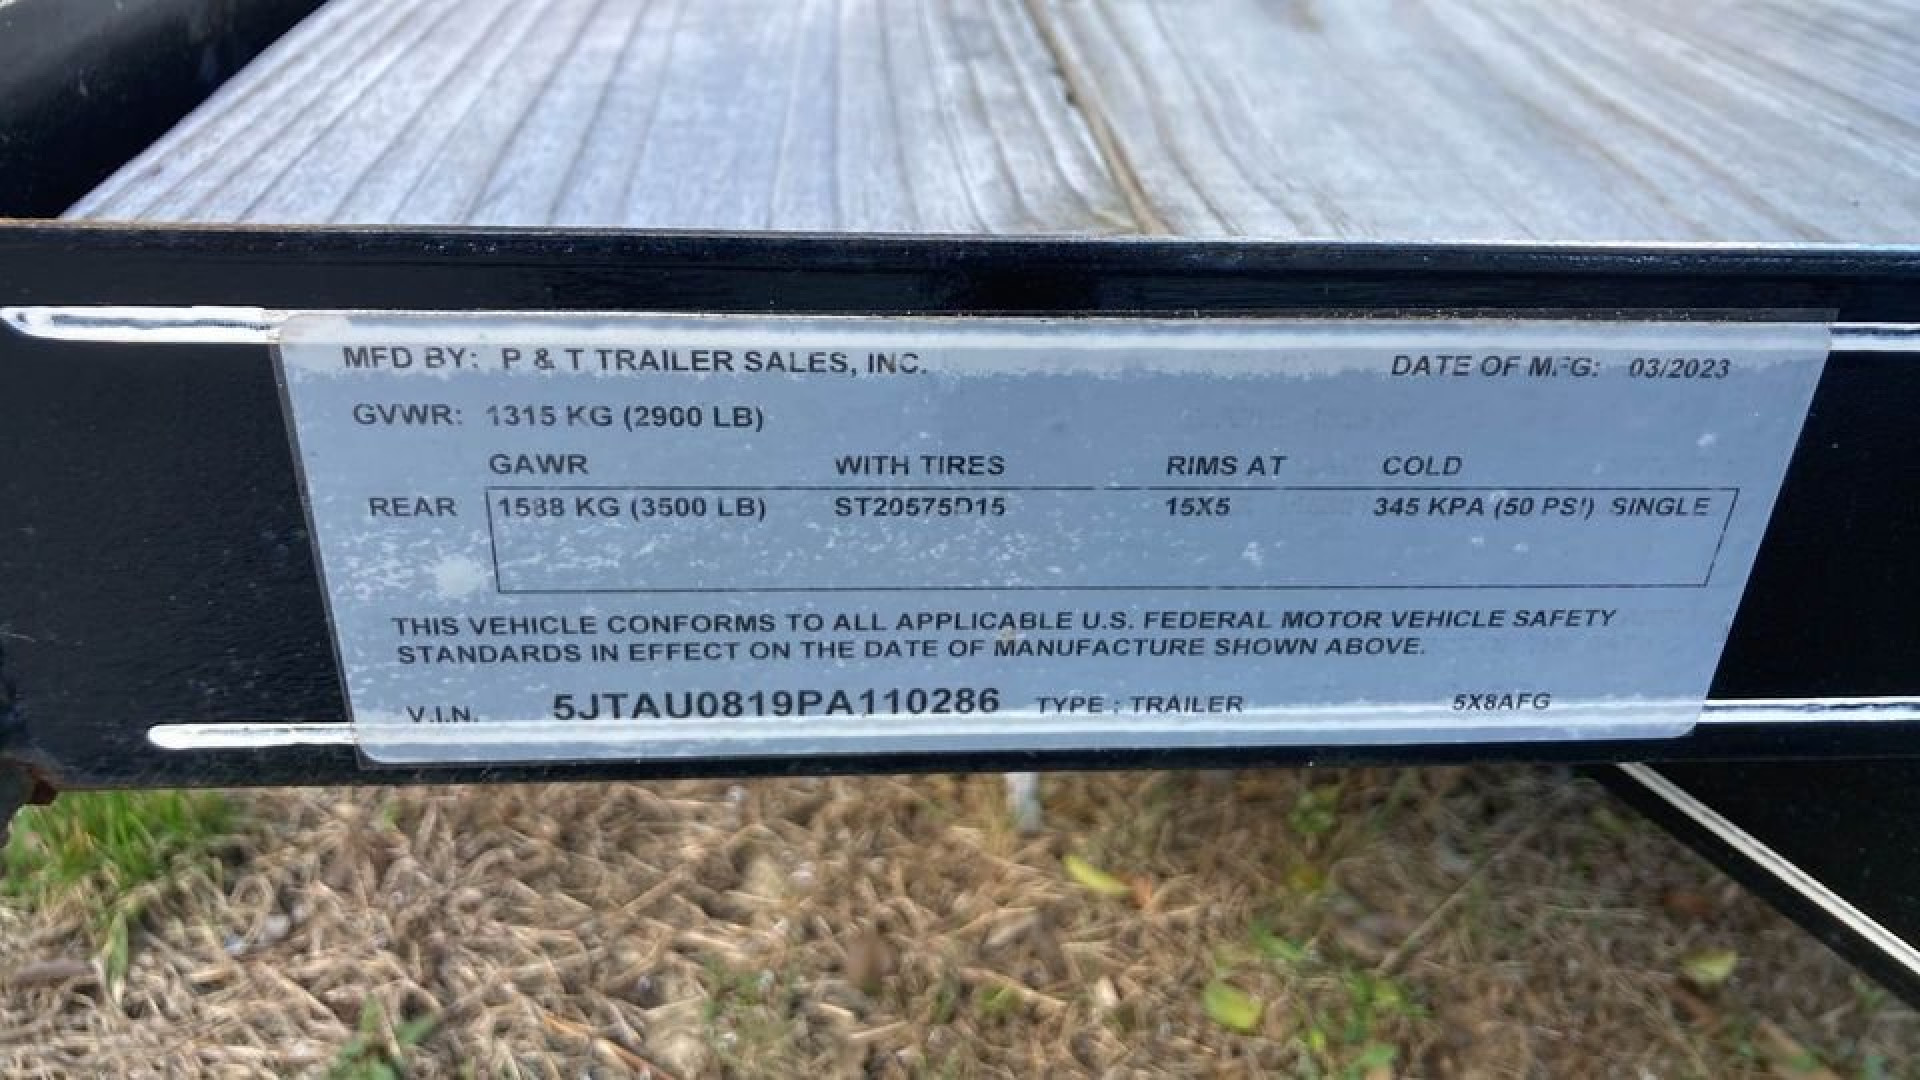 MFD BY: P & T TRAILER SALES, INC. DATE OF MFG: 03/2023
GVWR: 1315 KG (2900 LB)
GAWR WITH TIRES RIMS AT COLD
REAR 1588 KG (3500 LB) ST20575D15 15X5 345 KPA (50 PSI) SINGLE
THIS VEHICLE CONFORMS TO ALL APPLICABLE U.S. FEDERAL MOTOR VEHICLE SAFETY
STANDARDS IN EFFECT ON THE DATE OF MANUFACTURE SHOWN ABOVE.
V.I.N. 5JTAU0819PA110286 TYPE : TRAILER 5X8AFG